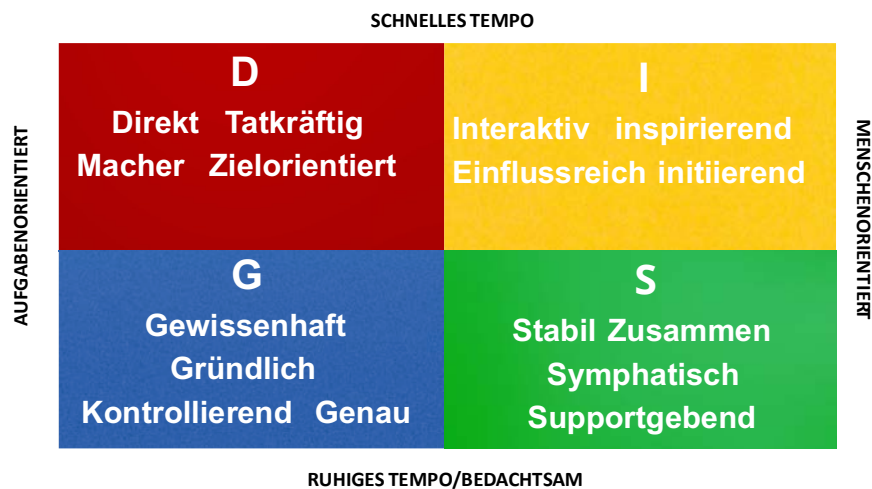 SCHNELLES TEMPO
D
Direkt Tatkräftig
Macher Zielorientiert
I
Interaktiv inspirierend
Einflussreich initiierend
AUFGABENORIENTIERT
MENSCHENORIENTIERT
G
Gewissenhaft
Gründlich
Kontrollierend Genau
S
Stabil Zusammen
Symphatisch
Supportgebend
RUHIGES TEMPO/BEDACHTSAM